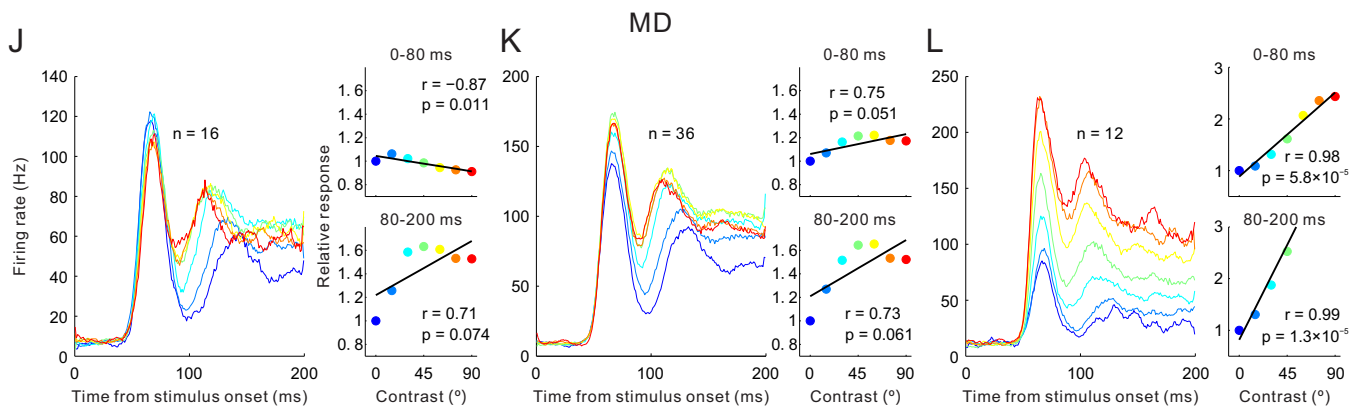 MD
J
140
120
100
80
60
40
20
0
Firing rate (Hz)
n = 16
0 100 200
Time from stimulus onset (ms)
0-80 ms
r = −0.87
p = 0.011
1.6
1.4
1.2
1
0.8
Relative response
80-200 ms
1.6
1.4
1.2
1
0.8
r = 0.71
p = 0.074
0 45 90
Contrast (º)
K
200
150
100
50
0
n = 36
0 100 200
Time from stimulus onset (ms)
0-80 ms
r = 0.75
p = 0.051
1.6
1.4
1.2
1
0.8
80-200 ms
1.6
1.4
1.2
1
0.8
r = 0.73
p = 0.061
0 45 90
Contrast (º)
L
250
200
150
100
50
0
n = 12
0 100 200
Time from stimulus onset (ms)
0-80 ms
3
2
1
r = 0.98
p = 5.8×10⁻⁵
80-200 ms
3
2
1
r = 0.99
p = 1.3×10⁻⁵
0 45 90
Contrast (º)